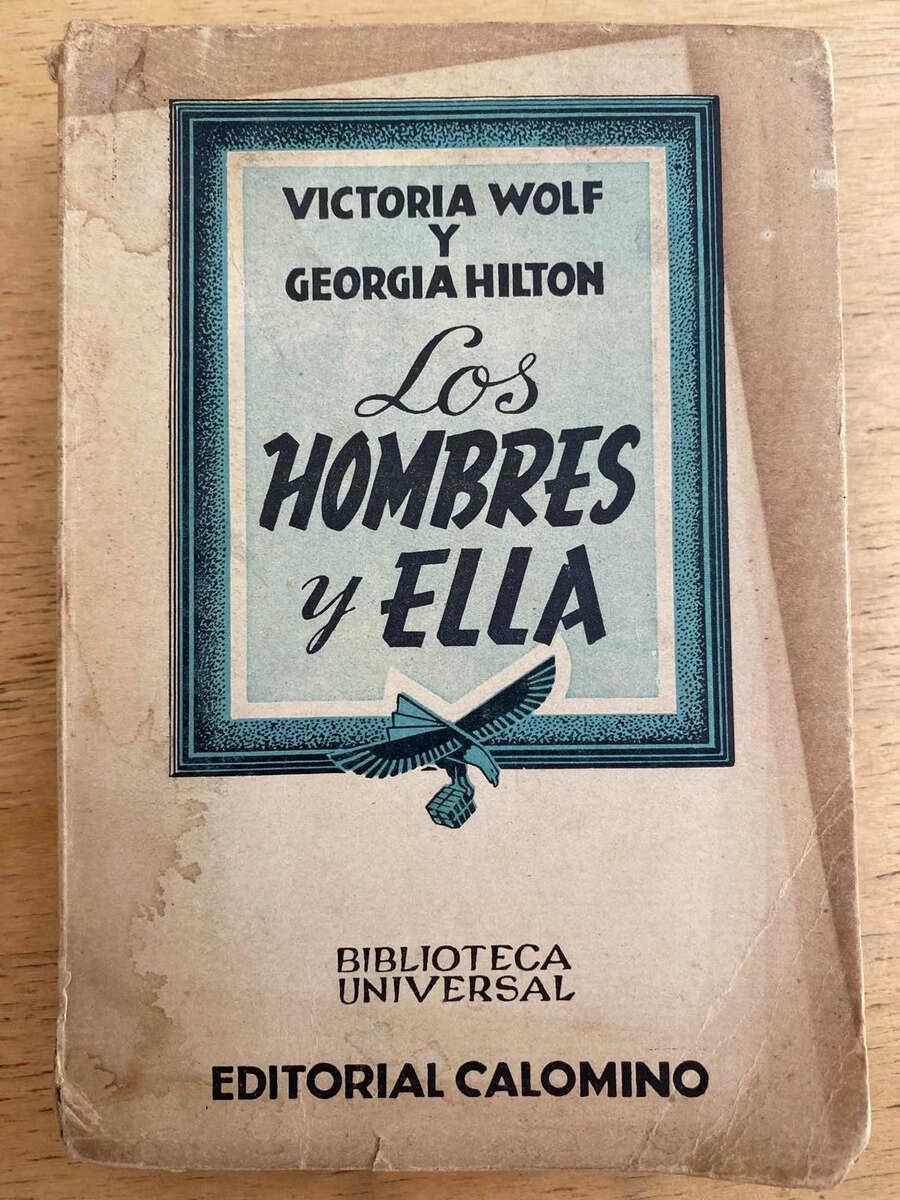 VICTORIA WOLF
Y
GEORGIA HILTON
Los
HOMBRES
y ELLA
BIBLIOTECA
UNIVERSAL
EDITORIAL CALOMINO